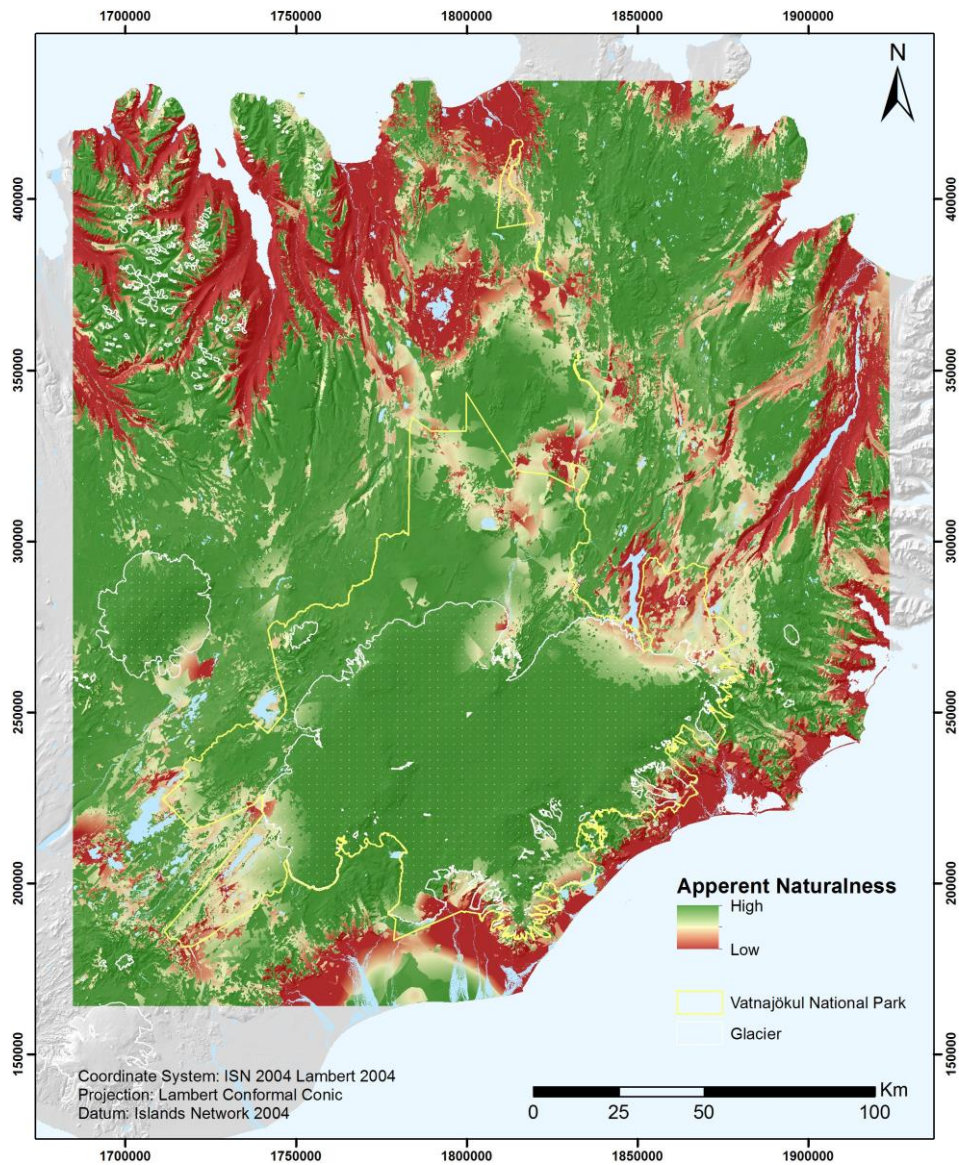 1700000 1750000 1800000 1850000 1900000
N
400000 400000
350000 350000
300000 300000
250000 250000
200000 200000
150000 150000
Apperent Naturalness
High
Low
Vatnajökul National Park
Glacier
Coordinate System: ISN 2004 Lambert 2004
Projection: Lambert Conformal Conic
Datum: Islands Network 2004
Km
0 25 50 100
1700000 1750000 1800000 1850000 1900000